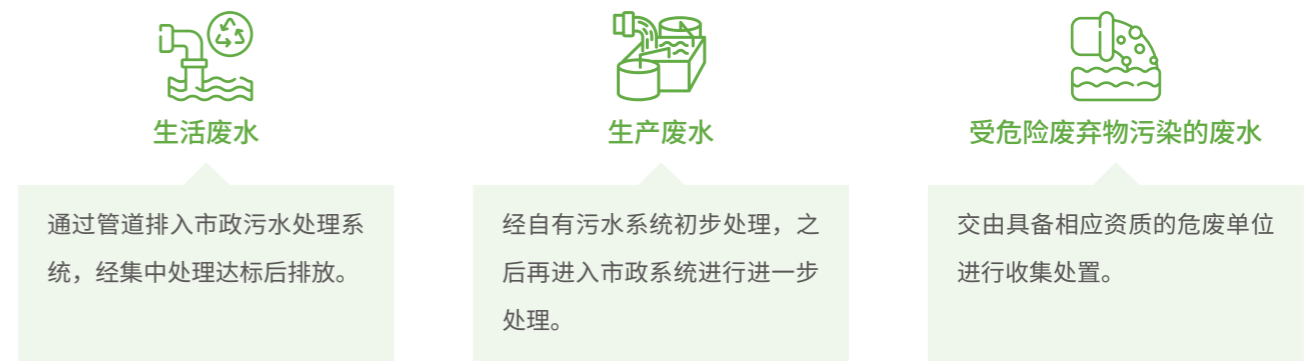 生活废水
通过管道排入市政污水处理系
统，经集中处理达标后排放。
生产废水
经自有污水系统初步处理，之
后再进入市政系统进行进一步
处理。
受危险废弃物污染的废水
交由具备相应资质的危废单位
进行收集处置。